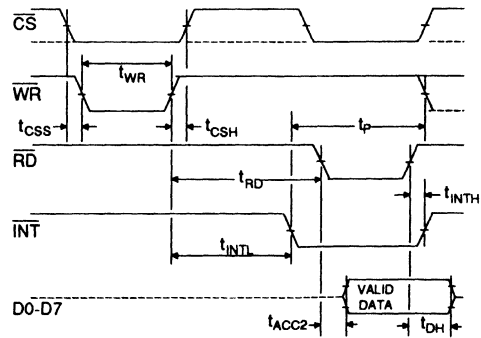 CS
tWR
WR
tCSS
tCSH
tP
RD
tRD
tINTH
INT
tINTL
VALID
DATA
D0-D7
tACC2
tDH